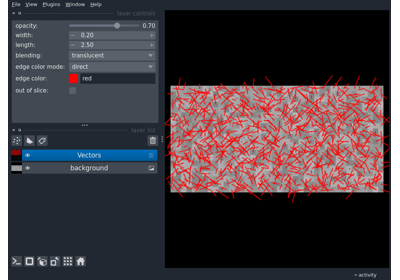 File View Plugins Window Help
layer controls
opacity: 0.70
width: 0.20
length: 2.50
blending: translucent
edge color mode: direct
edge color: red
out of slice:
layer list
Vectors
background
activity